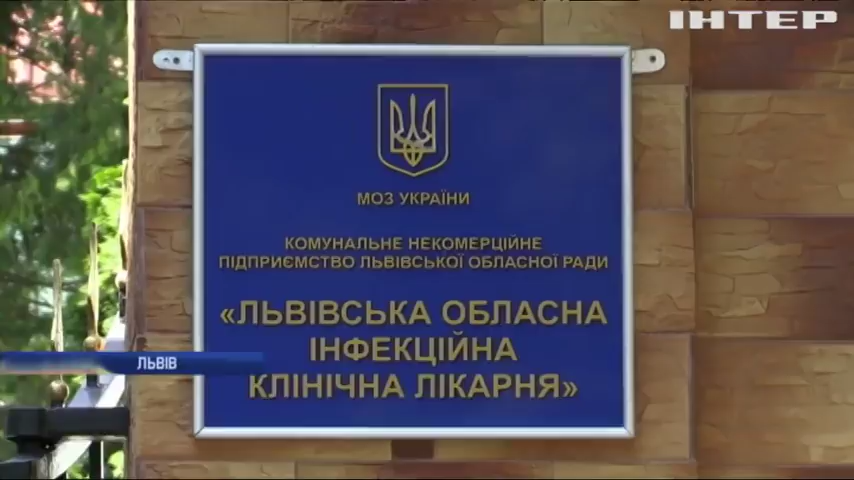 ІНТЕР
МОЗ УКРАЇНИ
КОМУНАЛЬНЕ НЕКОМЕРЦІЙНЕ
ПІДПРИЄМСТВО ЛЬВІВСЬКОЇ ОБЛАСНОЇ РАДИ
«ЛЬВІВСЬКА ОБЛАСНА
ІНФЕКЦІЙНА
КЛІНІЧНА ЛІКАРНЯ»
ЛЬВІВ